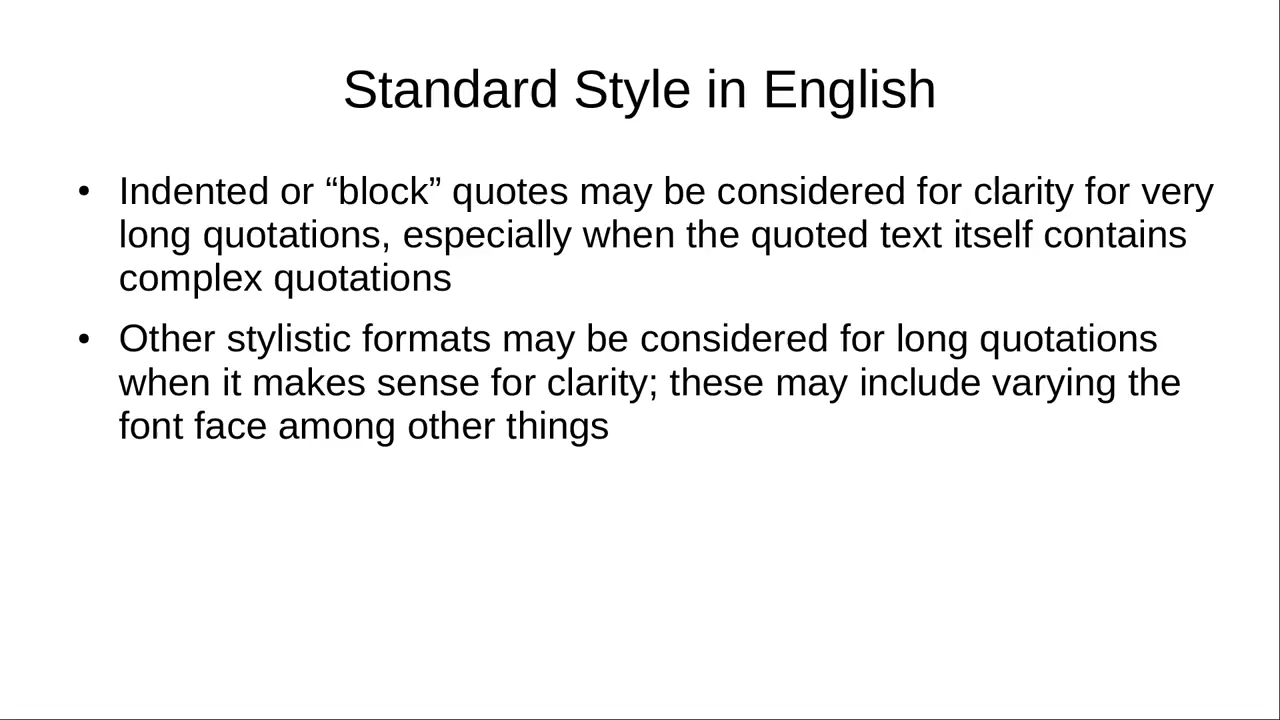 Standard Style in English
• Indented or “block” quotes may be considered for clarity for very
long quotations, especially when the quoted text itself contains
complex quotations
• Other stylistic formats may be considered for long quotations
when it makes sense for clarity; these may include varying the
font face among other things